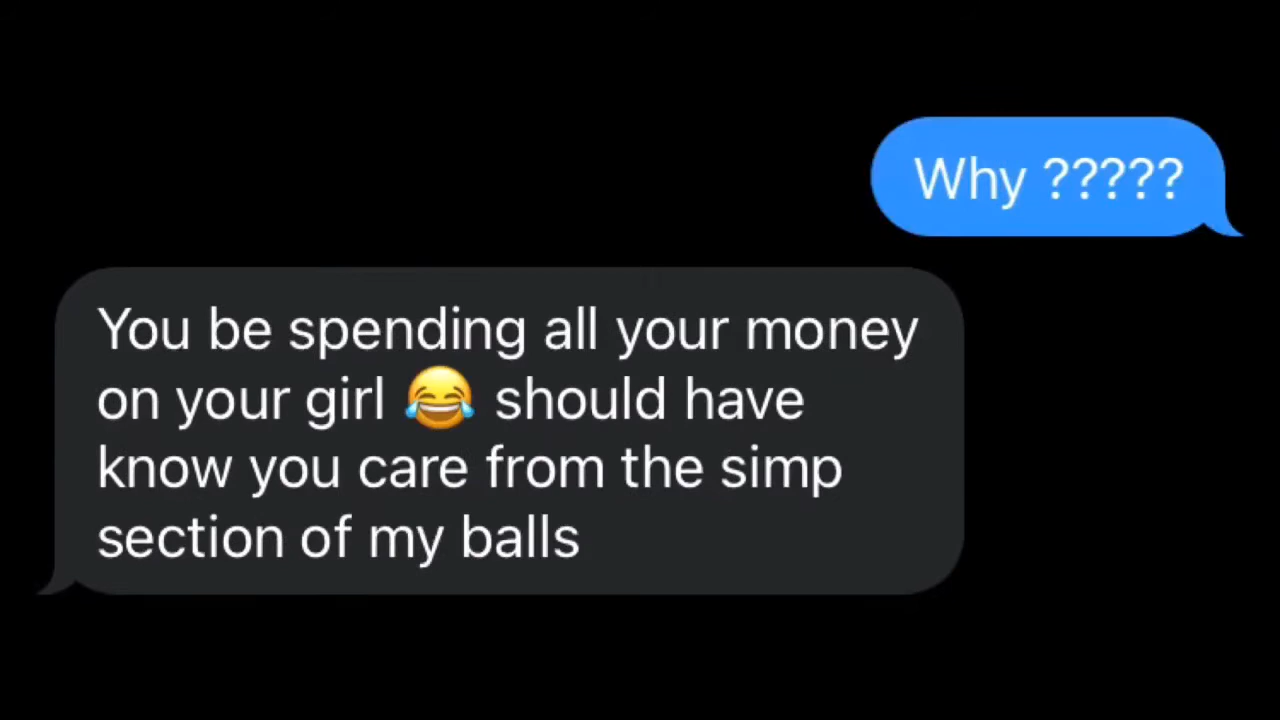 Why ?????
You be spending all your money
on your girl 😂 should have
know you care from the simp
section of my balls